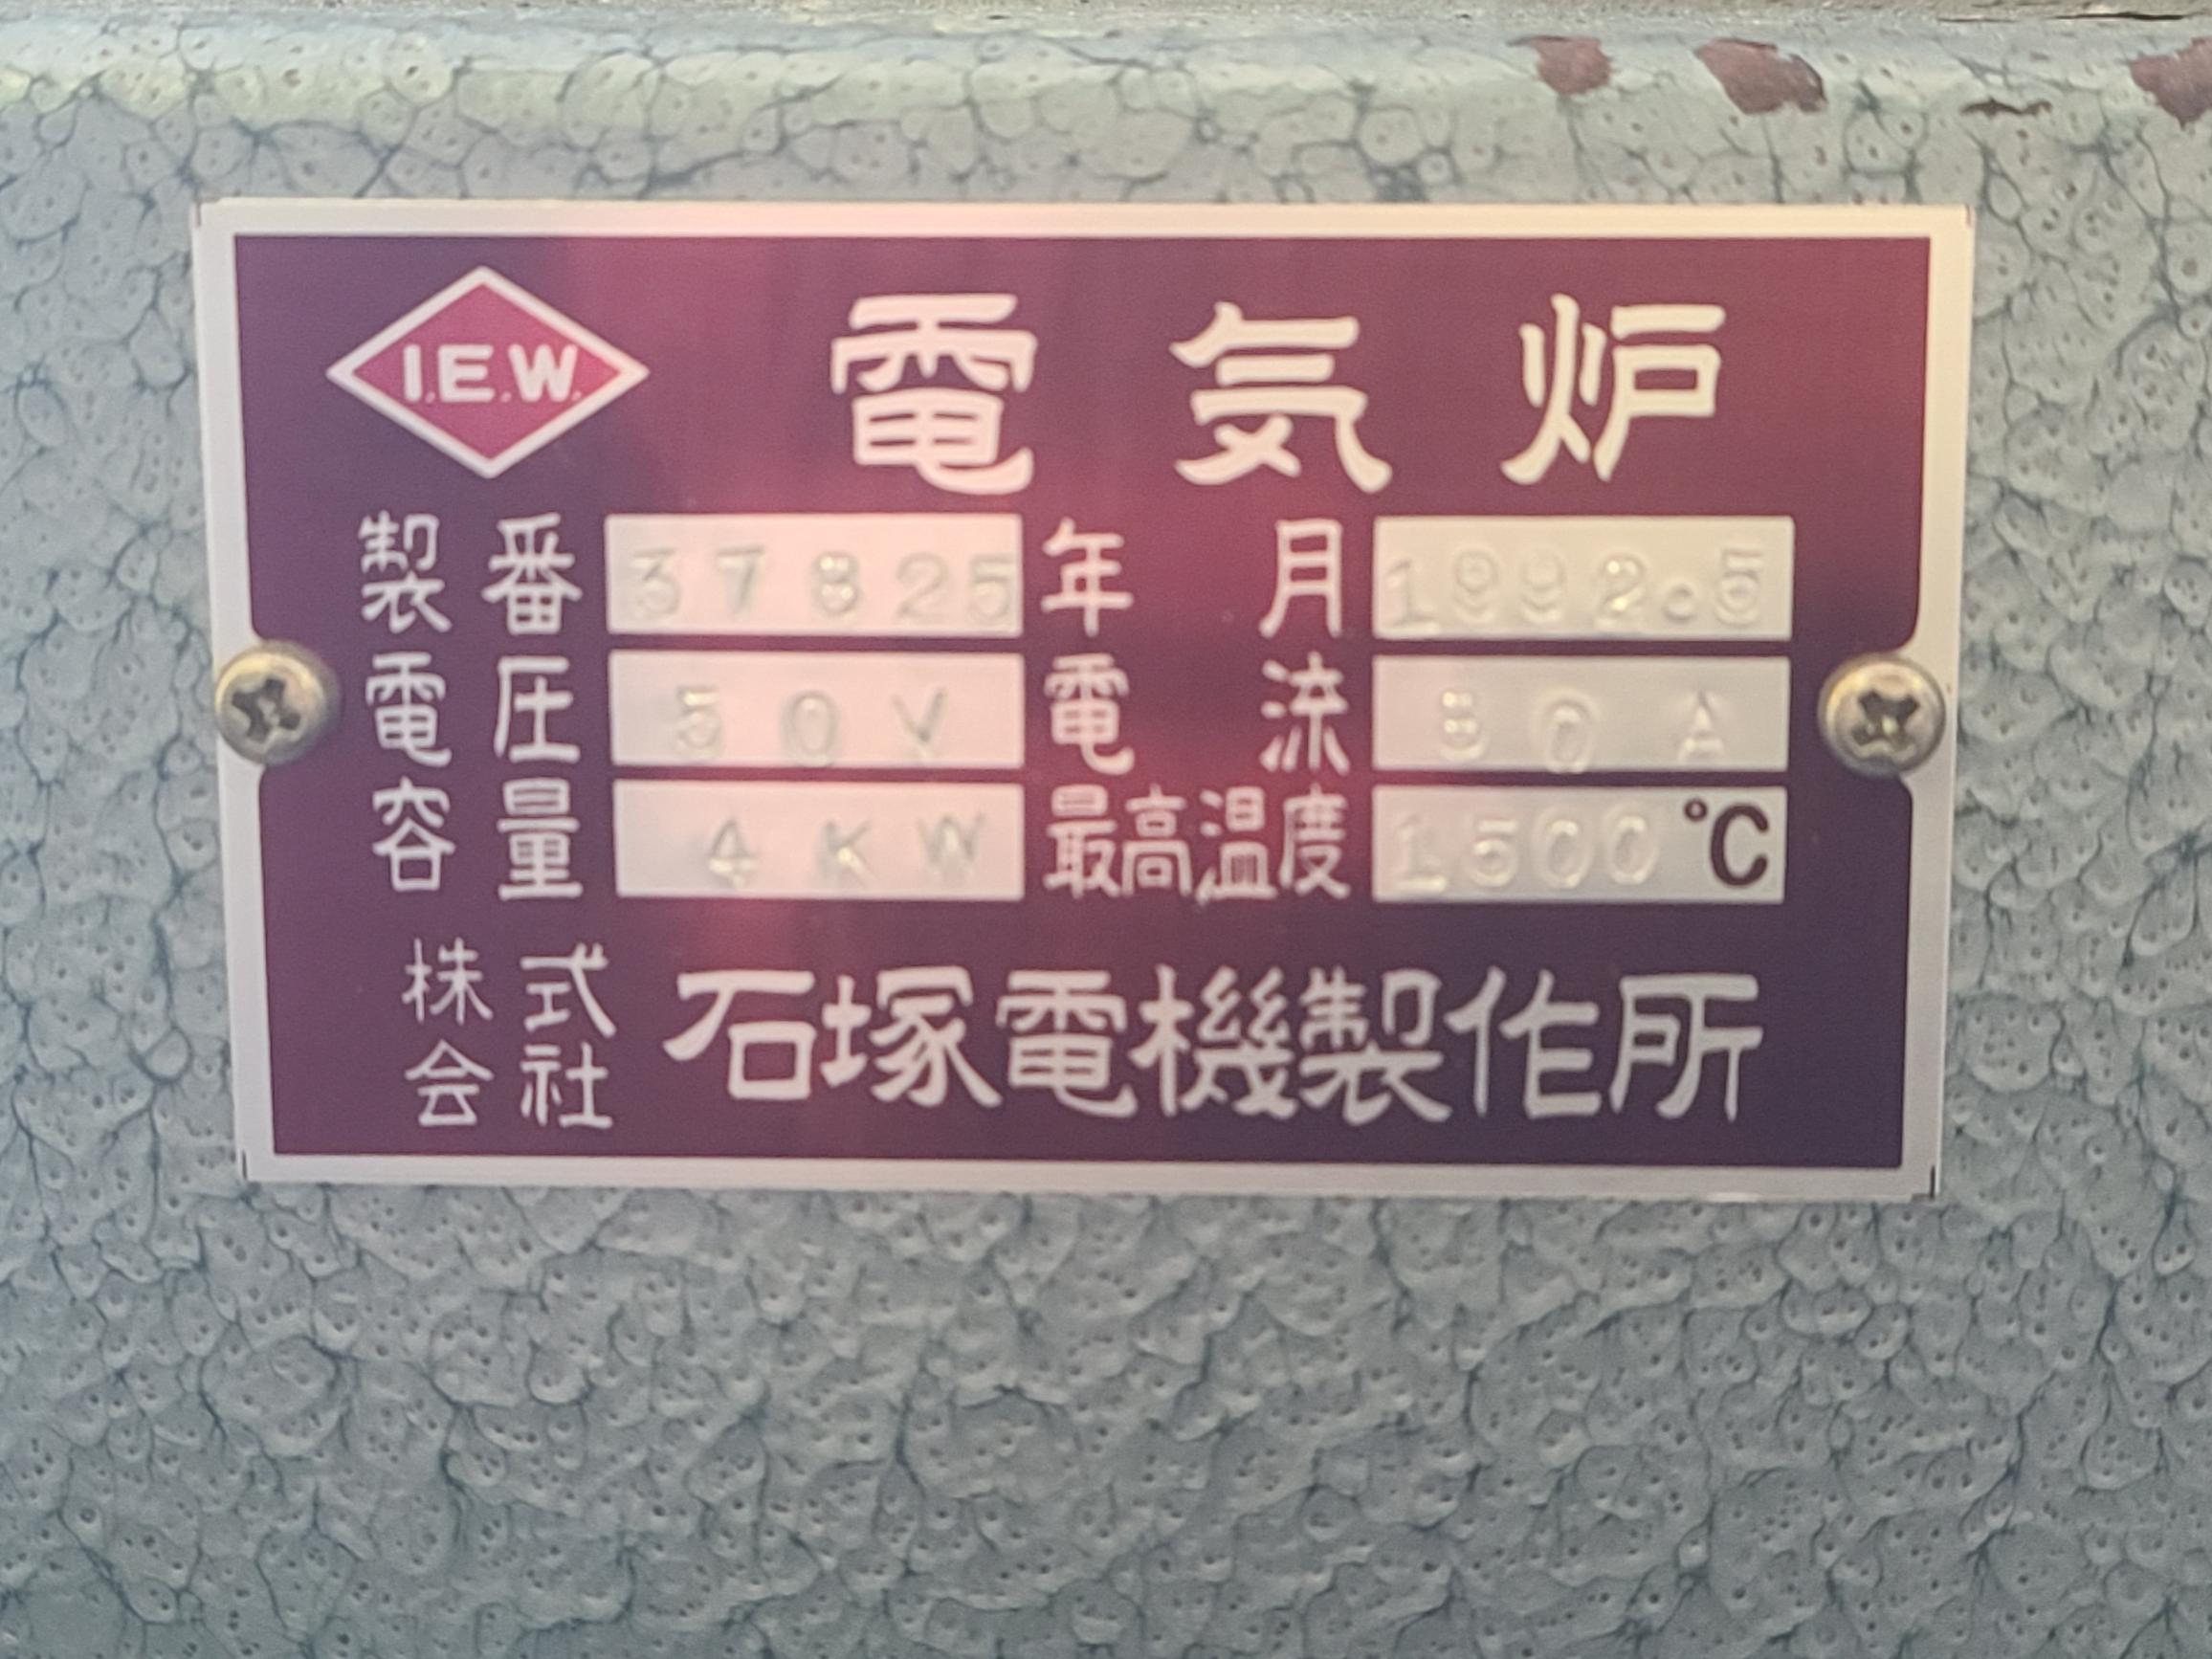 I.E.W. 電気炉
製番 37825 年月 1992.5
電圧 50V 電流 80A
容量 4KW 最高温度 1500℃
株式会社 石塚電機製作所